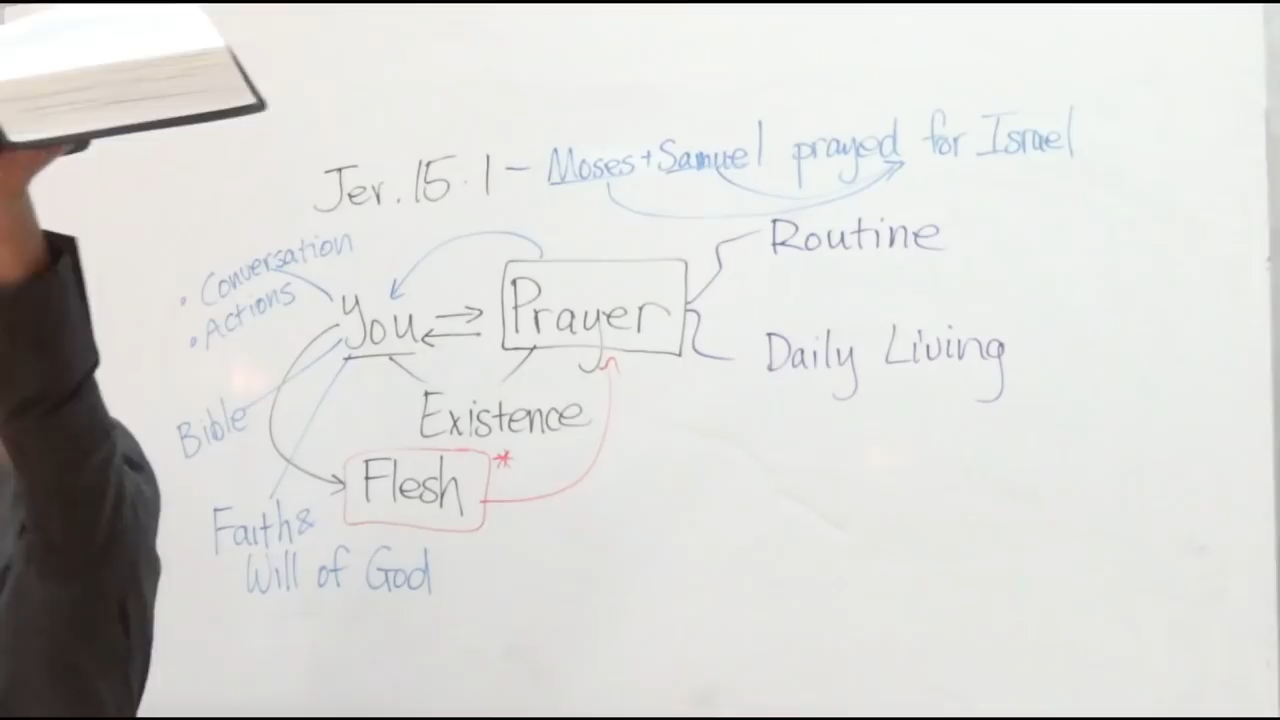 Jer. 15.1 - Moses + Samuel prayed for Israel
Routine
• Conversation
• Actions
You
Prayer
Daily Living
Existence
Bible
Flesh *
Faith &
Will of God